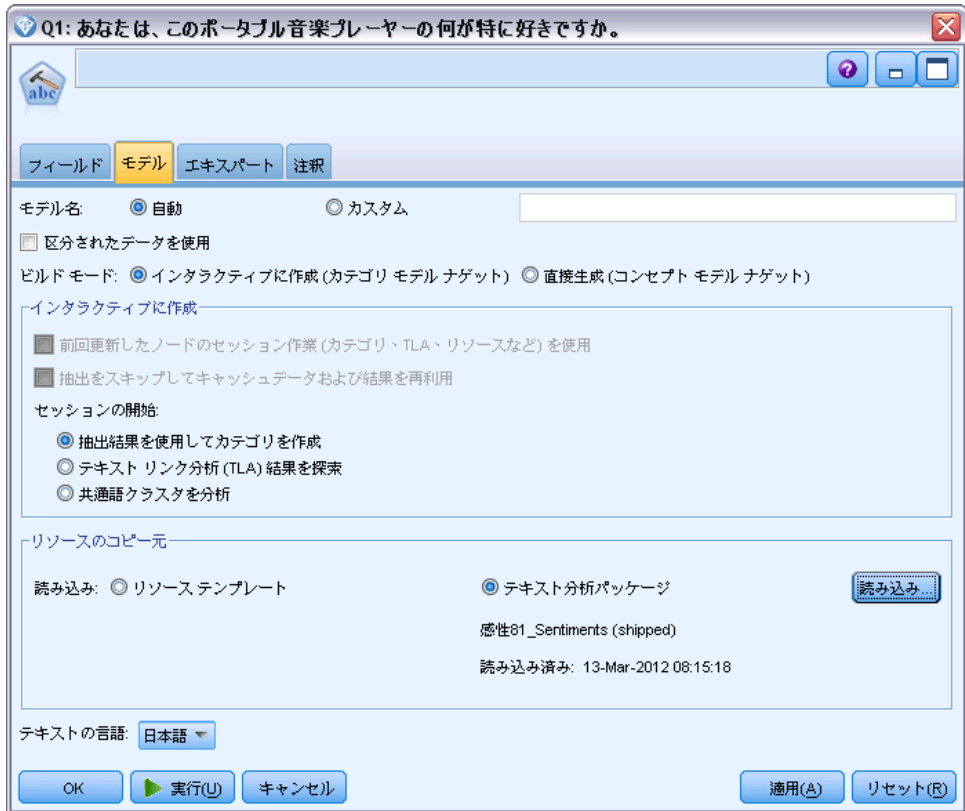 Q1: あなたは、このポータブル音楽プレーヤーの何が特に好きですか。
abc
フィールド モデル エキスパート 注釈
モデル名: 自動 カスタム
区分されたデータを使用
ビルド モード: インタラクティブに作成 (カテゴリ モデル ナゲット) 直接生成 (コンセプト モデル ナゲット)
インタラクティブに作成
前回更新したノードのセッション作業 (カテゴリ、TLA、リソースなど) を使用
抽出をスキップしてキャッシュデータおよび結果を再利用
セッションの開始:
抽出結果を使用してカテゴリを作成
テキスト リンク分析 (TLA) 結果を探索
共通語クラスタを分析
リソースのコピー元
読み込み: リソース テンプレート テキスト分析パッケージ 読み込み...
感性81_Sentiments (shipped)
読み込み済み: 13-Mar-2012 08:15:18
テキストの言語: 日本語
OK 実行(U) キャンセル 適用(A) リセット(R)